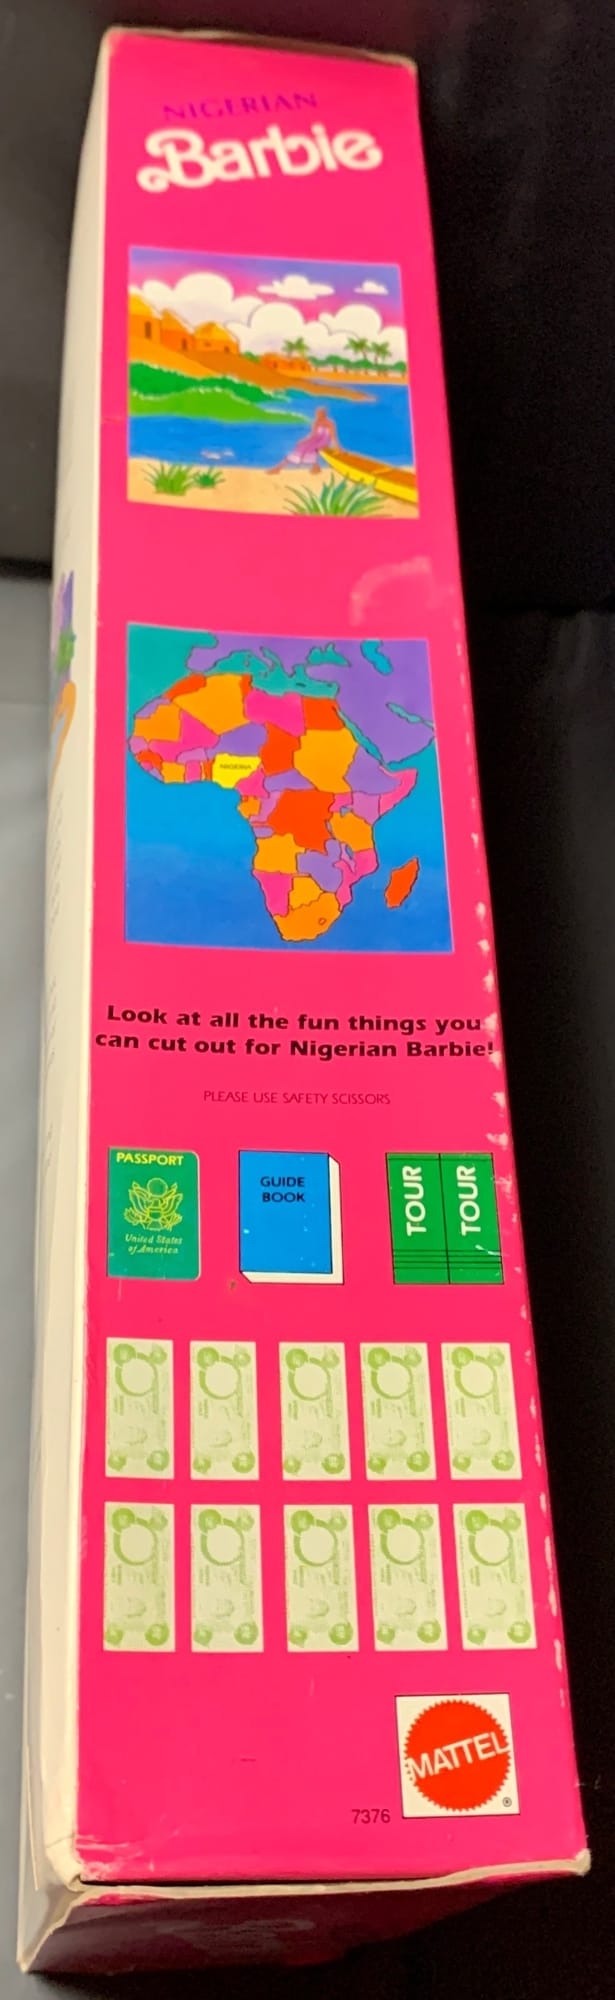 NIGERIAN
Barbie
NIGERIA
Look at all the fun things you
can cut out for Nigerian Barbie!
PLEASE USE SAFETY SCISSORS
PASSPORT
United States
of America
GUIDE
BOOK
TOUR
TOUR
MATTEL
®
7376